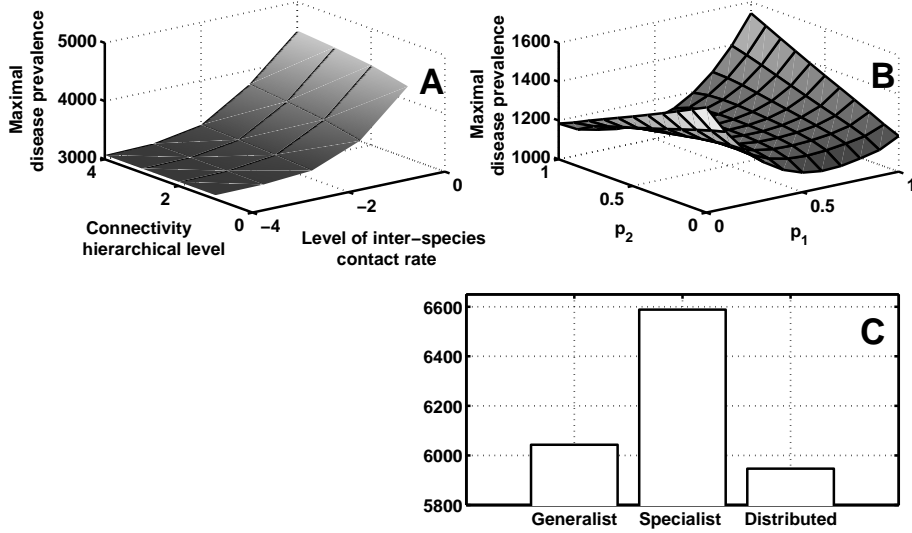 Maximal
disease prevalence
5000
4000
3000
4
2
0
−4
−2
0
Connectivity
hierarchical level
Level of inter−species
contact rate
A
Maximal
disease prevalence
1600
1400
1200
1000
1
0.5
0
0
0.5
1
p2
p1
B
6600
6400
6200
6000
5800
Generalist Specialist Distributed
C